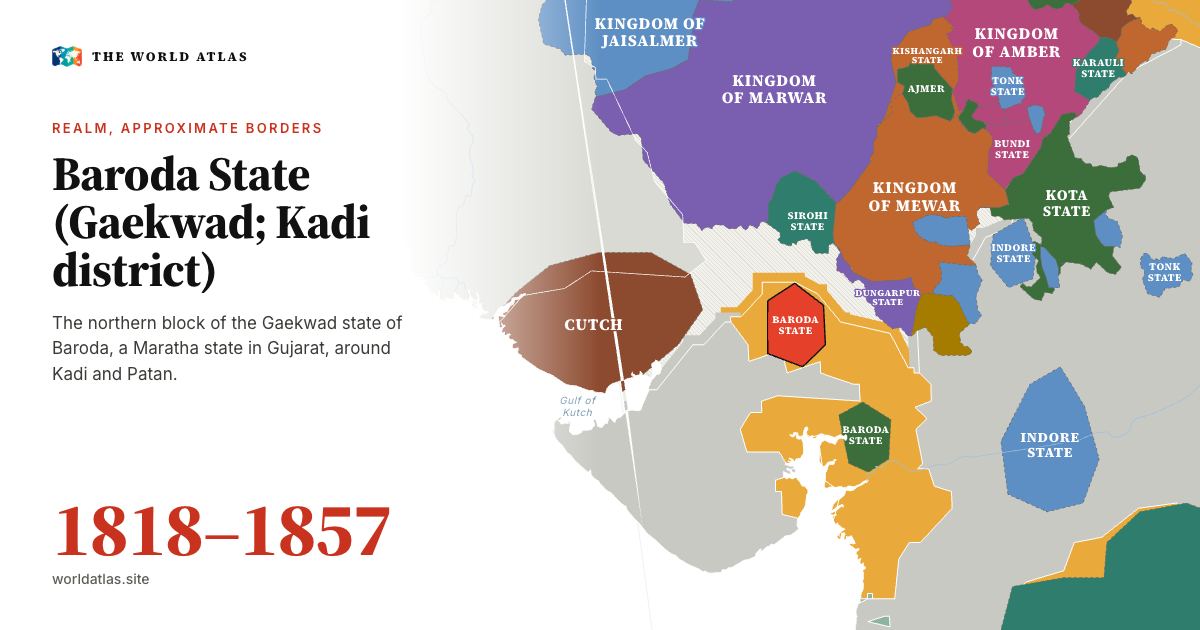 THE WORLD ATLAS
REALM, APPROXIMATE BORDERS
Baroda State
(Gaekwad; Kadi
district)
The northern block of the Gaekwad state of
Baroda, a Maratha state in Gujarat, around
Kadi and Patan.
1818–1857
worldatlas.site
KINGDOM OF
JAISALMER
KINGDOM
OF MARWAR
KISHANGARH
STATE
AJMER
KINGDOM
OF AMBER
TONK
STATE
KARAULI
STATE
BUNDI
STATE
KINGDOM
OF MEWAR
KOTA
STATE
SIROHI
STATE
INDORE
STATE
TONK
STATE
DUNGARPUR
STATE
CUTCH
BARODA
STATE
Gulf of
Kutch
BARODA
STATE
INDORE
STATE